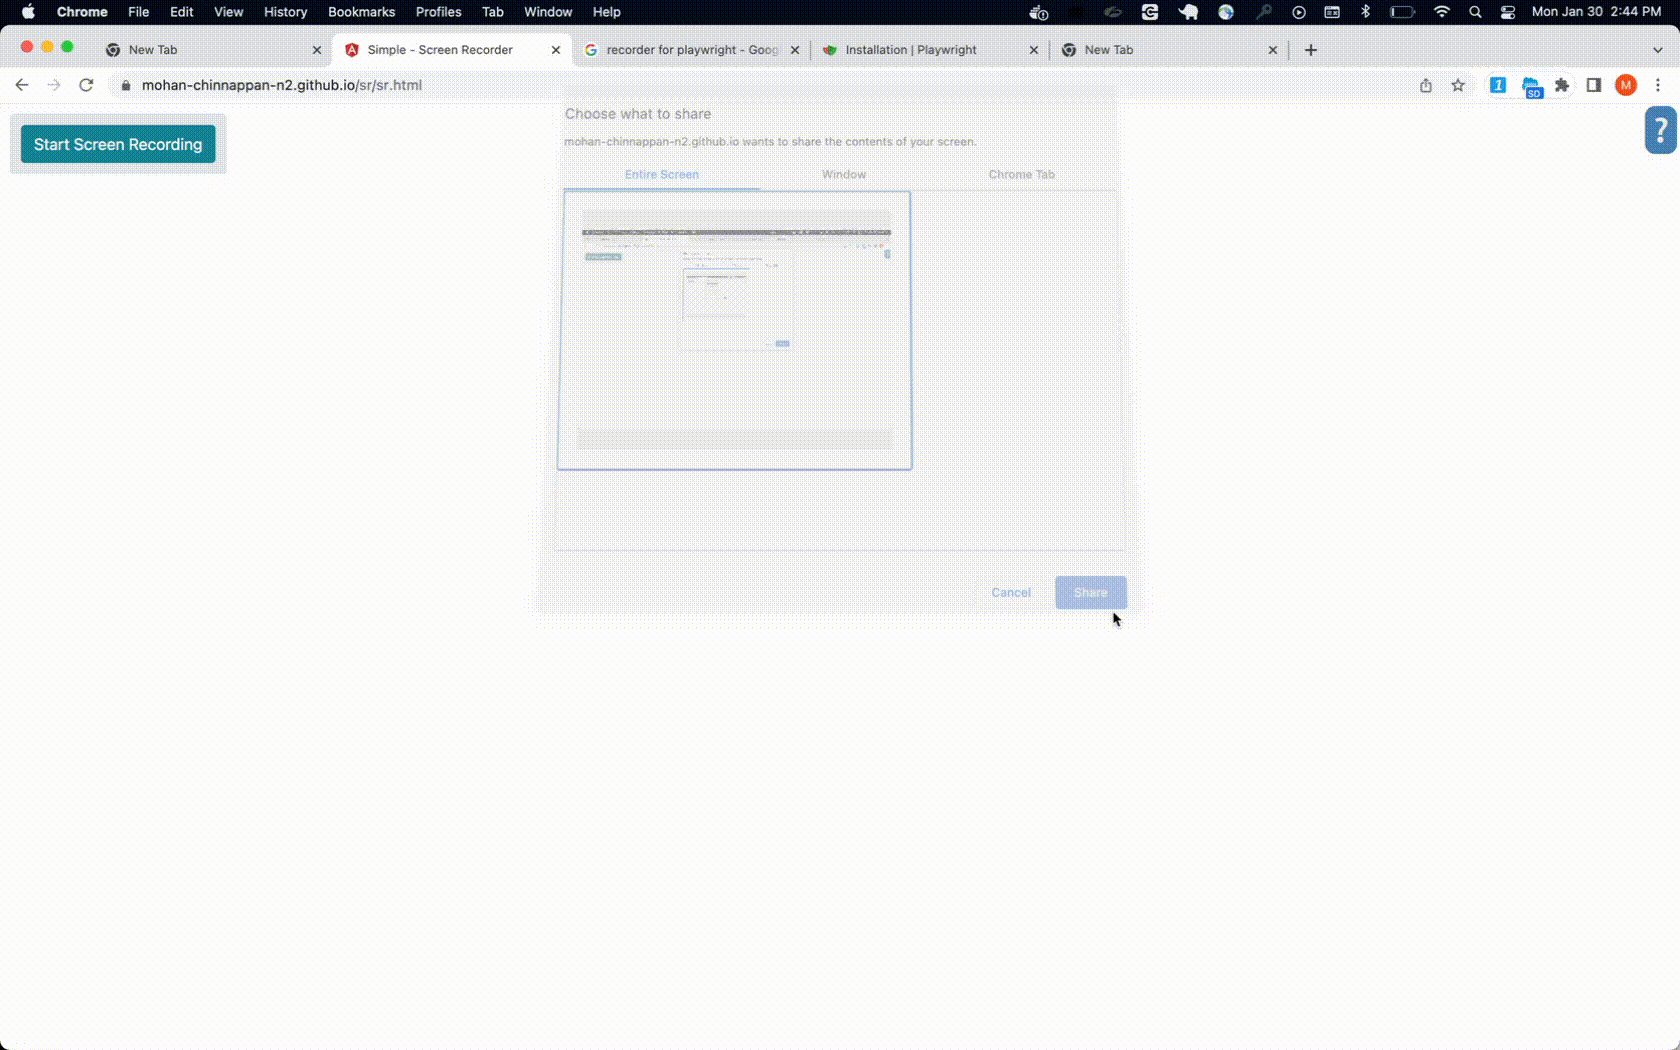 Chrome File Edit View History Bookmarks Profiles Tab Window Help Mon Jan 30 2:44 PM
New Tab Simple - Screen Recorder recorder for playwright - Goog Installation | Playwright New Tab
mohan-chinnappan-n2.github.io/sr/sr.html 1 SD M
Start Screen Recording
?
Choose what to share
mohan-chinnappan-n2.github.io wants to share the contents of your screen.
Entire Screen Window Chrome Tab
Cancel Share